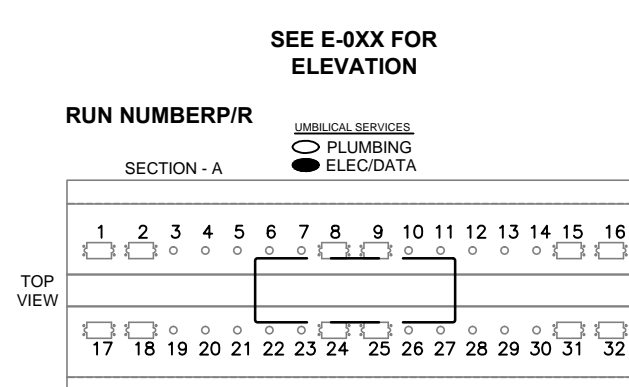 SEE E-0XX FOR
ELEVATION
RUN NUMBERP/R
UMBILICAL SERVICES
PLUMBING
ELEC/DATA
SECTION - A
1 2 3 4 5 6 7 8 9 10 11 12 13 14 15 16
TOP
VIEW
17 18 19 20 21 22 23 24 25 26 27 28 29 30 31 32